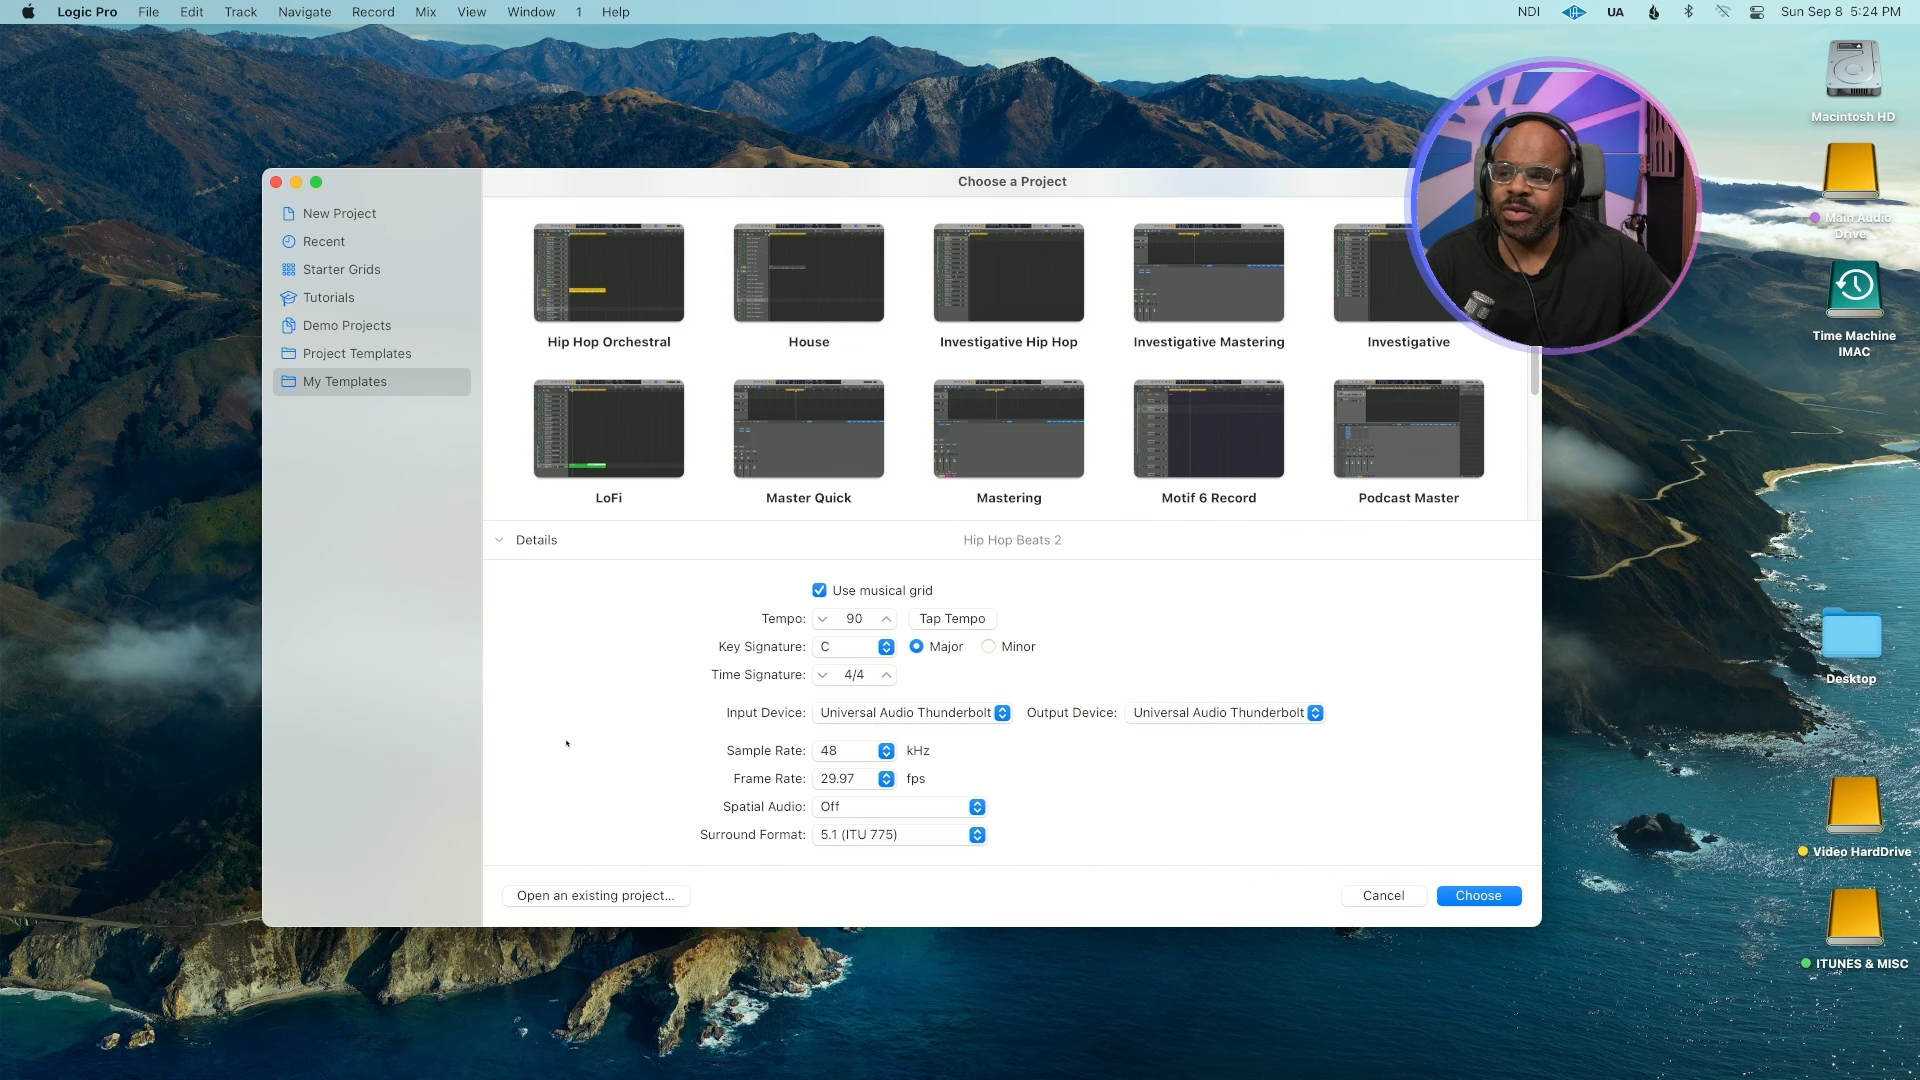 Logic Pro File Edit Track Navigate Record Mix View Window 1 Help
NDI UA Sun Sep 8 5:24 PM
Macintosh HD
Main Audio
Drive
Time Machine
IMAC
Desktop
Video HardDrive
ITUNES & MISC
Choose a Project
New Project
Recent
Starter Grids
Tutorials
Demo Projects
Project Templates
My Templates
Hip Hop Orchestral House Investigative Hip Hop Investigative Mastering Investigative
LoFi Master Quick Mastering Motif 6 Record Podcast Master
Details Hip Hop Beats 2
Use musical grid
Tempo: 90 Tap Tempo
Key Signature: C Major Minor
Time Signature: 4/4
Input Device: Universal Audio Thunderbolt Output Device: Universal Audio Thunderbolt
Sample Rate: 48 kHz
Frame Rate: 29.97 fps
Spatial Audio: Off
Surround Format: 5.1 (ITU 775)
Open an existing project... Cancel Choose